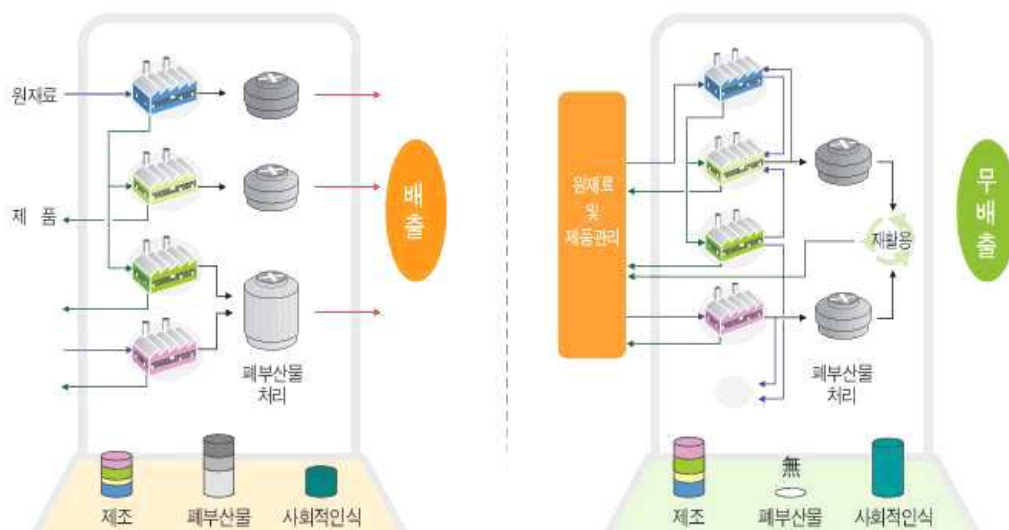 원재료
제 품
배출
폐부산물
처리
제조
폐부산물
사회적인식
원재료
및
제품관리
재활용
무배출
폐부산물
처리
無
제조
폐부산물
사회적인식